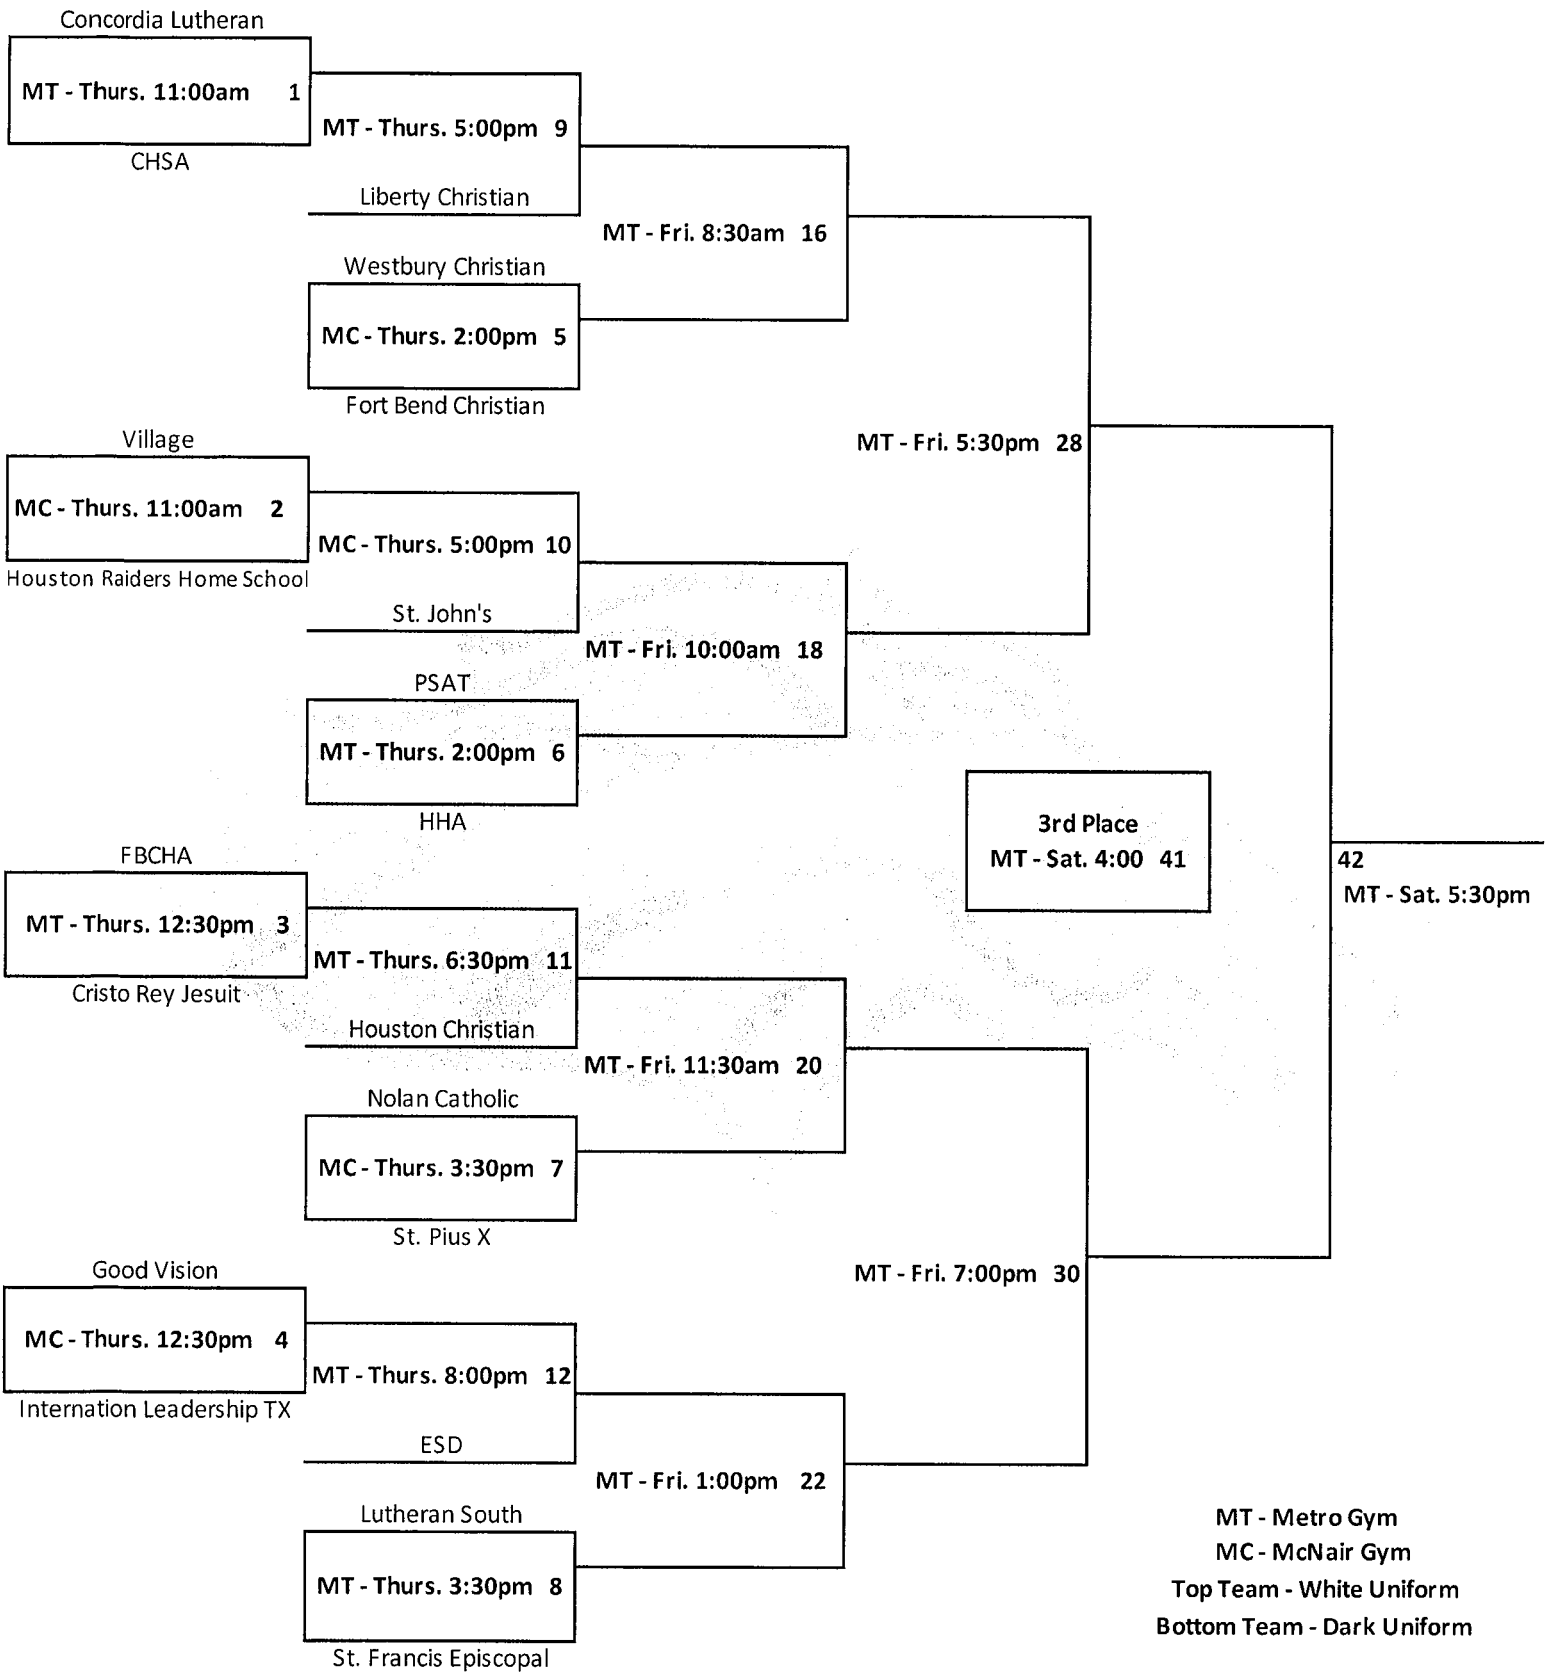 Concordia Lutheran
MT - Thurs. 11:00am 1
CHSA
MT - Thurs. 5:00pm 9
Liberty Christian
MT - Fri. 8:30am 16
Westbury Christian
MC - Thurs. 2:00pm 5
Fort Bend Christian
MT - Fri. 5:30pm 28
Village
MC - Thurs. 11:00am 2
Houston Raiders Home School
MC - Thurs. 5:00pm 10
St. John's
MT - Fri. 10:00am 18
PSAT
MT - Thurs. 2:00pm 6
HHA
3rd Place
MT - Sat. 4:00 41
42
MT - Sat. 5:30pm
FBCHA
MT - Thurs. 12:30pm 3
Cristo Rey Jesuit
MT - Thurs. 6:30pm 11
Houston Christian
MT - Fri. 11:30am 20
Nolan Catholic
MC - Thurs. 3:30pm 7
St. Pius X
MT - Fri. 7:00pm 30
Good Vision
MC - Thurs. 12:30pm 4
Internation Leadership TX
MT - Thurs. 8:00pm 12
ESD
MT - Fri. 1:00pm 22
Lutheran South
MT - Thurs. 3:30pm 8
St. Francis Episcopal
MT - Metro Gym
MC - McNair Gym
Top Team - White Uniform
Bottom Team - Dark Uniform